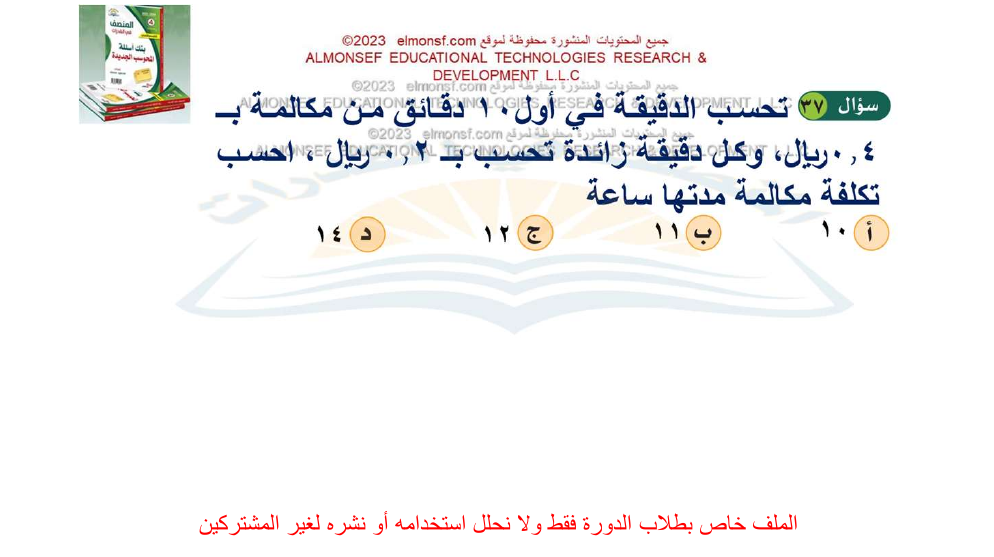 المنصف
في القدرات
بنك أسئلة
المحوسب الجديدة
جميع المحتويات المنشورة محفوظة لموقع elmonsf.com ©2023
ALMONSEF EDUCATIONAL TECHNOLOGIES RESEARCH &
DEVELOPMENT L.L.C
جميع المحتويات المنشورة محفوظة لموقع elmonsf.com ©2023
ALMONSEF EDUCATIONAL TECHNOLOGIES RESEARCH & DEVELOPMENT L.L.C
سؤال ٣٧ تحسب الدقيقة في أول ١٠ دقائق من مكالمة بـ
جميع المحتويات المنشورة محفوظة لموقع elmonsf.com ©2023
ALMONSEF EDUCATIONAL TECHNOLOGIES RESEARCH & DEVELOPMENT L.L.C
٠,٤ ريال، وكل دقيقة زائدة تحسب بـ ٠,٢ ريال ، احسب
تكلفة مكالمة مدتها ساعة
أ ١٠ ب ١١ ج ١٢ د ١٤
الملف خاص بطلاب الدورة فقط ولا نحلل استخدامه أو نشره لغير المشتركين